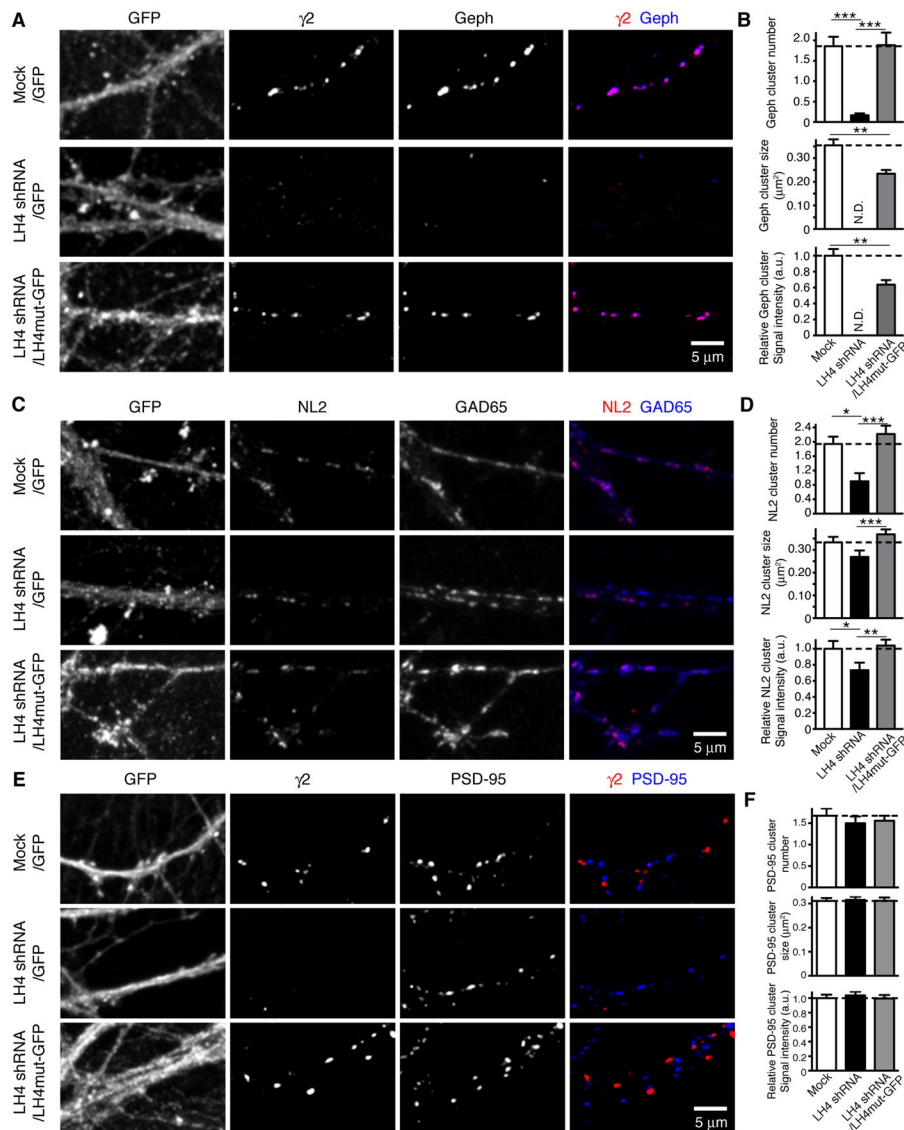 A
GFP
γ2
Geph
γ2 Geph
Mock
/GFP
LH4 shRNA
/GFP
LH4 shRNA
/LH4mut-GFP
5 μm
B
Geph cluster number
2.0
1.5
1.0
0.5
0
***
***
Geph cluster size
(μm²)
0.30
0.20
0.10
0
**
N.D.
Relative Geph cluster
Signal intensity (a.u.)
1.0
0.8
0.6
0.4
0.2
0
**
N.D.
Mock
LH4 shRNA
LH4 shRNA
/LH4mut-GFP
C
GFP
NL2
GAD65
NL2 GAD65
Mock
/GFP
LH4 shRNA
/GFP
LH4 shRNA
/LH4mut-GFP
5 μm
D
NL2 cluster number
2.4
2.0
1.6
1.2
0.8
0.4
*
***
NL2 cluster size
(μm²)
0.30
0.20
0.10
0
***
Relative NL2 cluster
Signal intensity (a.u.)
1.0
0.8
0.6
0.4
0.2
0
*
**
Mock
LH4 shRNA
LH4 shRNA
/LH4mut-GFP
E
GFP
γ2
PSD-95
γ2 PSD-95
Mock
/GFP
LH4 shRNA
/GFP
LH4 shRNA
/LH4mut-GFP
5 μm
F
PSD-95 cluster
number
1.5
1.0
0.5
0
PSD-95 cluster
size (μm²)
0.3
0.2
0.1
0
Relative PSD-95 cluster
Signal intensity (a.u.)
1.0
0.8
0.6
0.4
0.2
0
Mock
LH4 shRNA
LH4 shRNA
/LH4mut-GFP